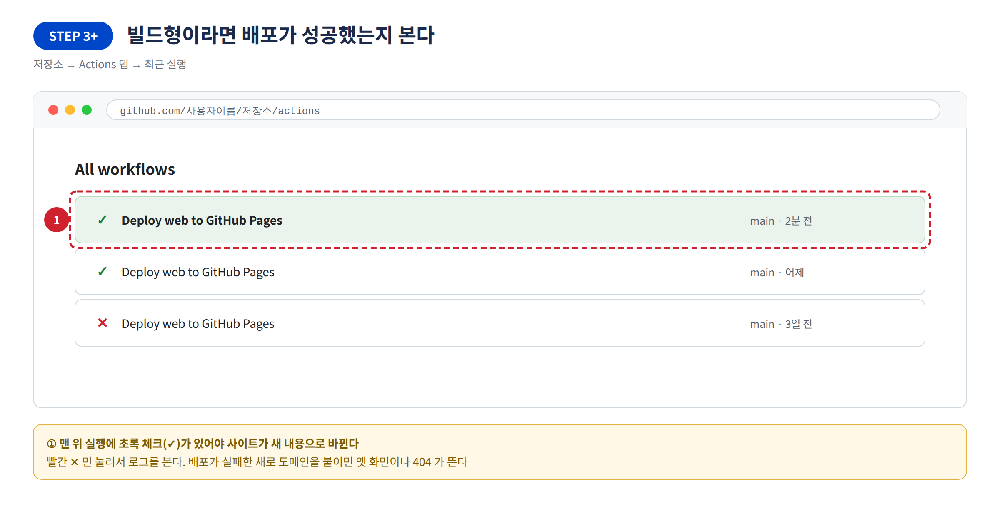 STEP 3+ 빌드형이라면 배포가 성공했는지 본다
저장소 → Actions 탭 → 최근 실행
github.com/사용자이름/저장소/actions
All workflows
1 ✓ Deploy web to GitHub Pages main · 2분 전
✓ Deploy web to GitHub Pages main · 어제
✕ Deploy web to GitHub Pages main · 3일 전
① 맨 위 실행에 초록 체크(✓)가 있어야 사이트가 새 내용으로 바뀐다
빨간 ✕ 면 눌러서 로그를 본다. 배포가 실패한 채로 도메인을 붙이면 옛 화면이나 404 가 뜬다